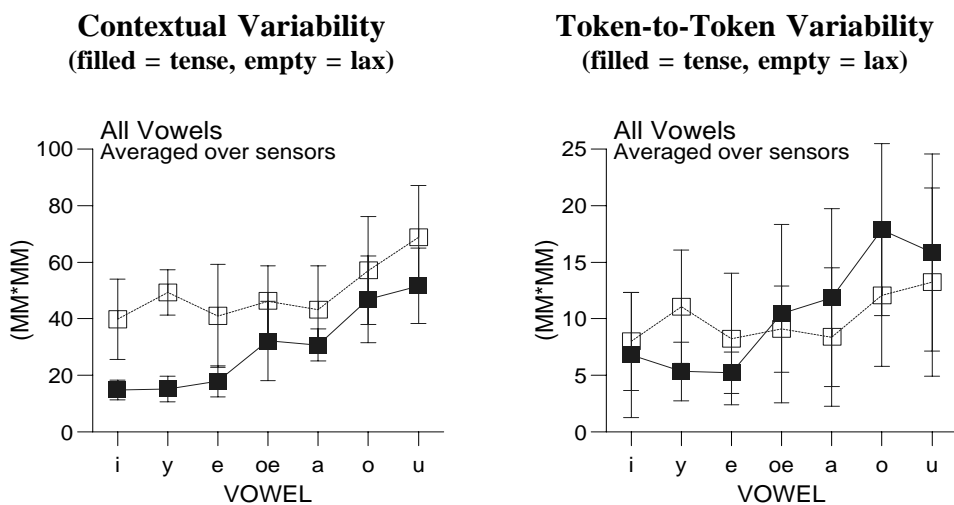 Contextual Variability
(filled = tense, empty = lax)
All Vowels
Averaged over sensors
100
80
60
40
20
0
(MM*MM)
i y e oe a o u
VOWEL
Token-to-Token Variability
(filled = tense, empty = lax)
All Vowels
Averaged over sensors
25
20
15
10
5
0
(MM*MM)
i y e oe a o u
VOWEL